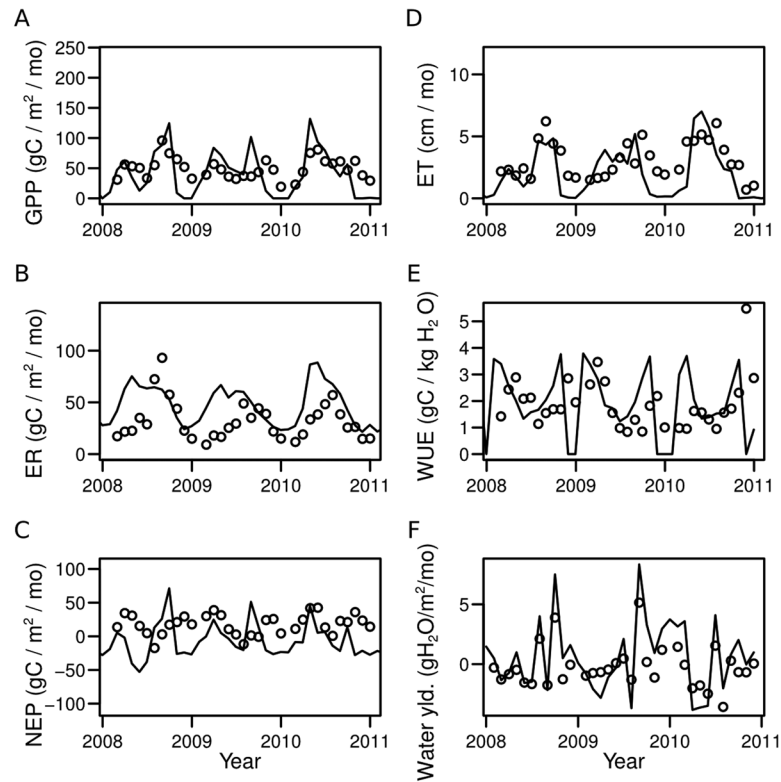 A
GPP (gC / m² / mo)
250
200
150
100
50
0
2008 2009 2010 2011
B
ER (gC / m² / mo)
100
50
0
2008 2009 2010 2011
C
NEP (gC / m² / mo)
100
50
0
−50
−100
2008 2009 2010 2011
Year
D
ET (cm / mo)
10
5
0
2008 2009 2010 2011
E
WUE (gC / kg H₂ O)
5
4
3
2
1
0
2008 2009 2010 2011
F
Water yld. (gH₂O/m²/mo)
5
0
2008 2009 2010 2011
Year